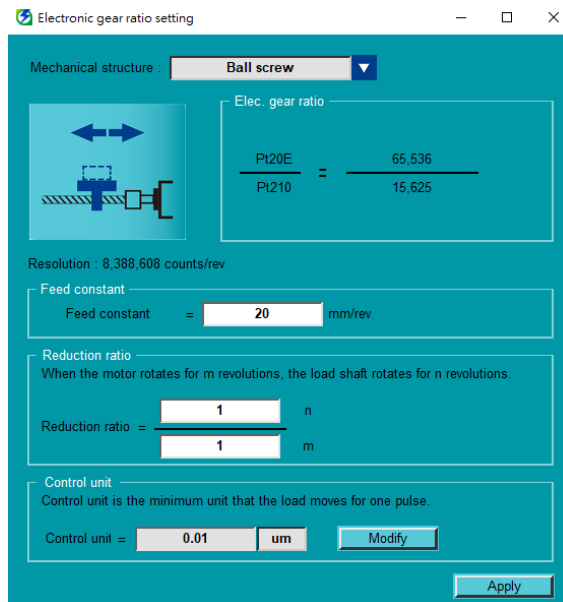 Electronic gear ratio setting
Mechanical structure : Ball screw
Elec. gear ratio
Pt20E = 65,536
Pt210 15,625
Resolution : 8,388,608 counts/rev
Feed constant
Feed constant = 20 mm/rev
Reduction ratio
When the motor rotates for m revolutions, the load shaft rotates for n revolutions.
1 n
Reduction ratio =
1 m
Control unit
Control unit is the minimum unit that the load moves for one pulse.
Control unit = 0.01 um Modify
Apply